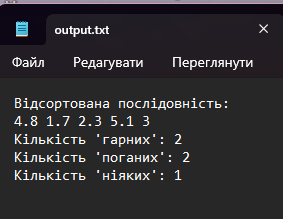 output.txt
Файл Редагувати Переглянути
Відсортована послідовність:
4.8 1.7 2.3 5.1 3
Кількість 'гарних': 2
Кількість 'поганих': 2
Кількість 'ніяких': 1